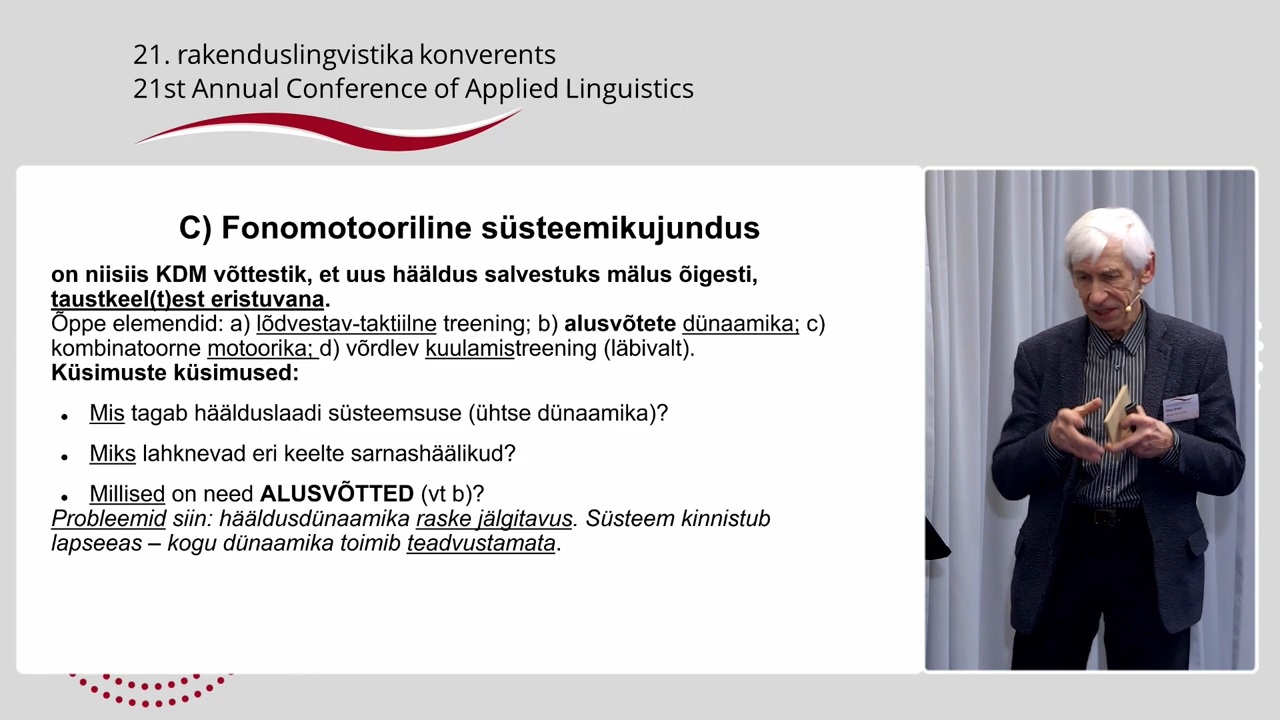 21. rakenduslingvistika konverents
21st Annual Conference of Applied Linguistics
C) Fonomotooriline süsteemikujundus
on niisiis KDM võttestik, et uus hääldus salvestuks mälus õigesti,
taustkeel(t)est eristuvana.
Õppe elemendid: a) lõdvestav-taktiilne treening; b) alusvõtete dünaamika; c)
kombinatoorne motoorika; d) võrdlev kuulamistreening (läbivalt).
Küsimuste küsimused:
• Mis tagab häälduslaadi süsteemsuse (ühtse dünaamika)?
• Miks lahknevad eri keelte sarnashäälikud?
• Millised on need ALUSVÕTTED (vt b)?
Probleemid siin: hääldusdünaamika raske jälgitavus. Süsteem kinnistub
lapseeas – kogu dünaamika toimib teadvustamata.